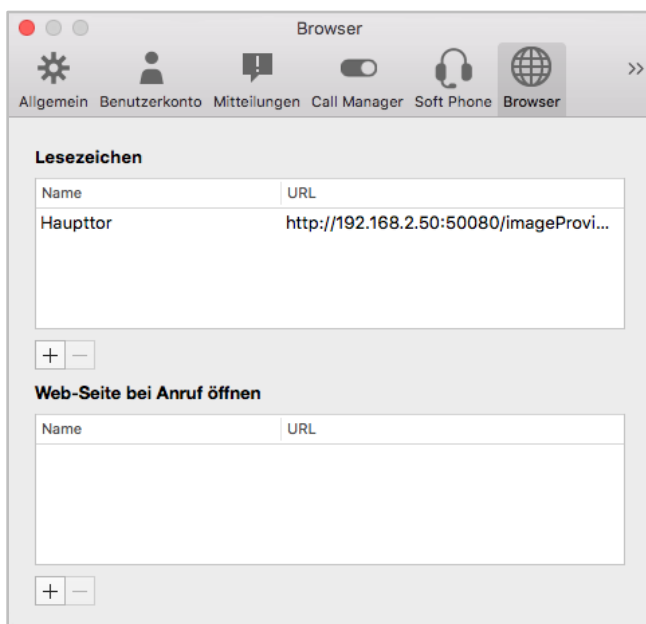 Browser
Allgemein Benutzerkonto Mitteilungen Call Manager Soft Phone Browser
Lesezeichen
Name URL
Haupttor http://192.168.2.50:50080/imageProvi...
Web-Seite bei Anruf öffnen
Name URL